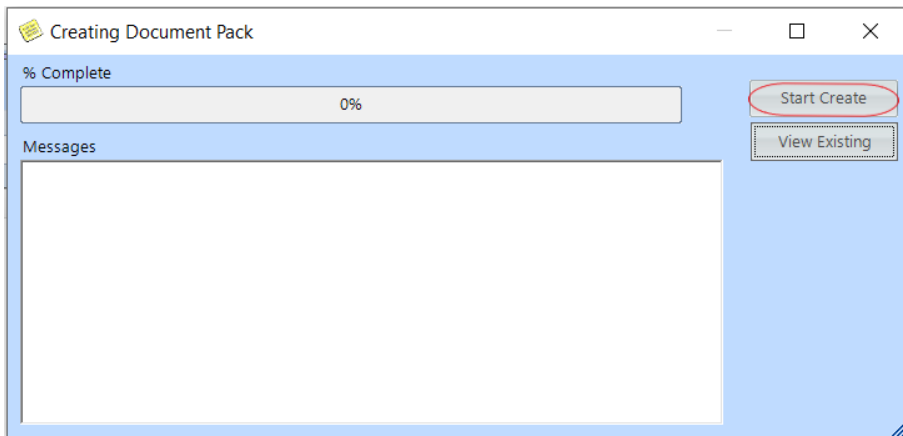 Creating Document Pack
% Complete
0%
Start Create
View Existing
Messages